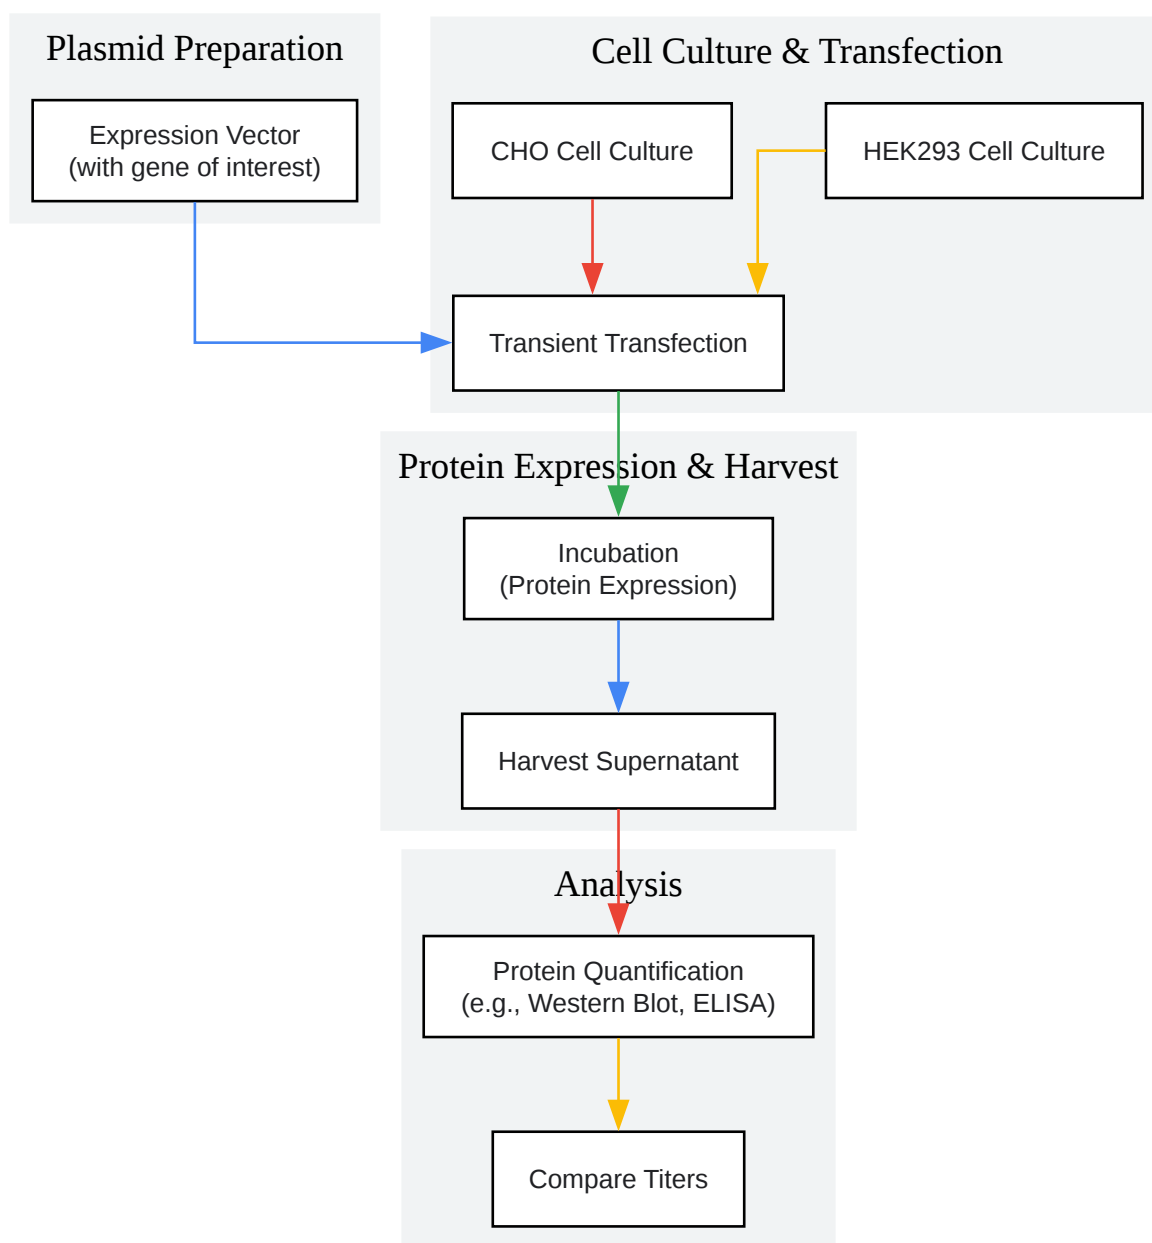 Plasmid Preparation
Expression Vector
(with gene of interest)
Cell Culture & Transfection
CHO Cell Culture
HEK293 Cell Culture
Transient Transfection
Protein Expression & Harvest
Incubation
(Protein Expression)
Harvest Supernatant
Analysis
Protein Quantification
(e.g., Western Blot, ELISA)
Compare Titers